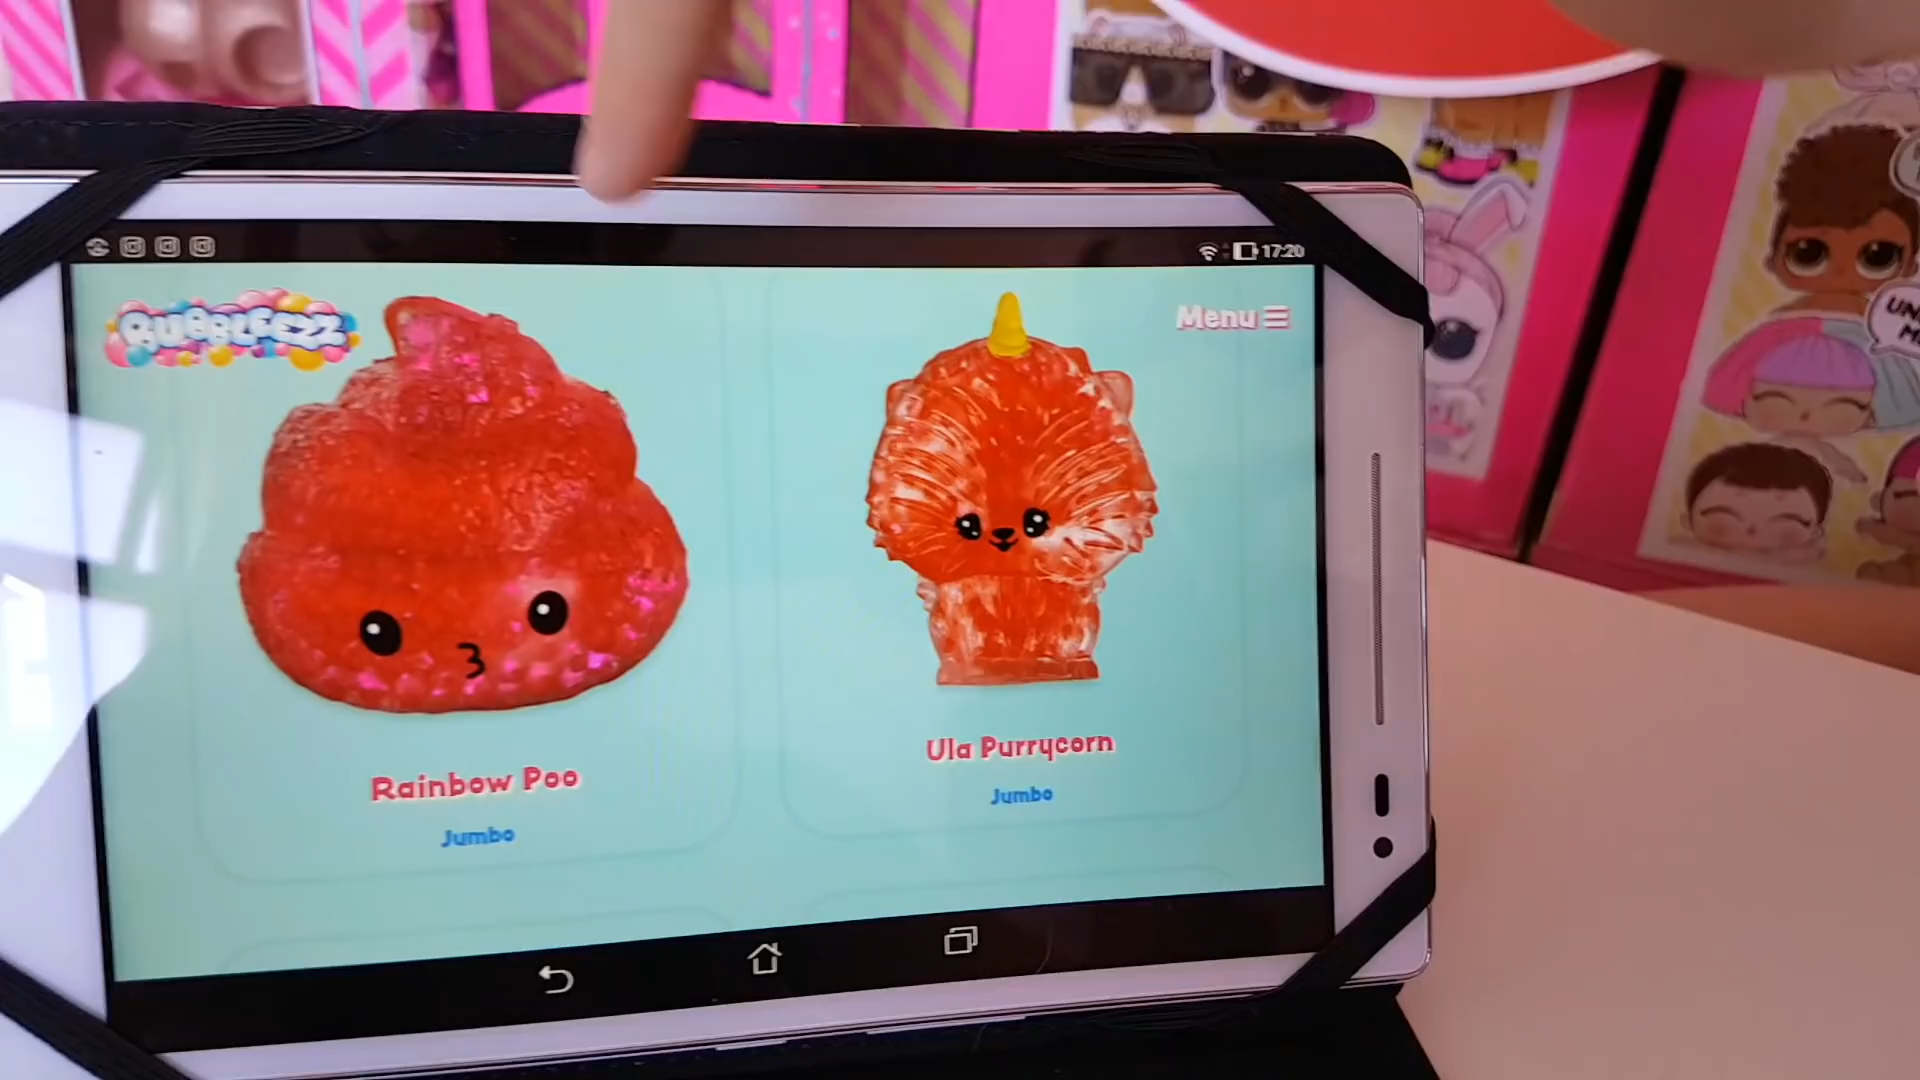 17:20
BUBBLEEZZ
Menu
Rainbow Poo
Jumbo
Ula Purrycorn
Jumbo